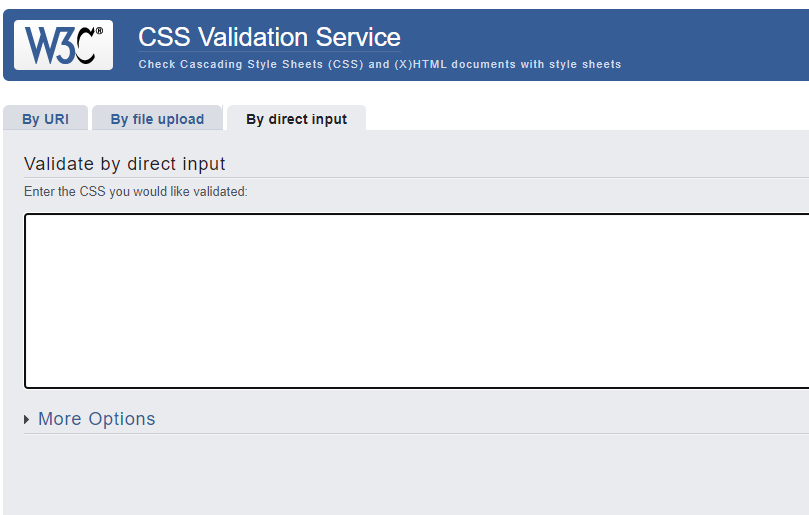 W3C®
CSS Validation Service
Check Cascading Style Sheets (CSS) and (X)HTML documents with style sheets
By URI
By file upload
By direct input
Validate by direct input
Enter the CSS you would like validated:
More Options